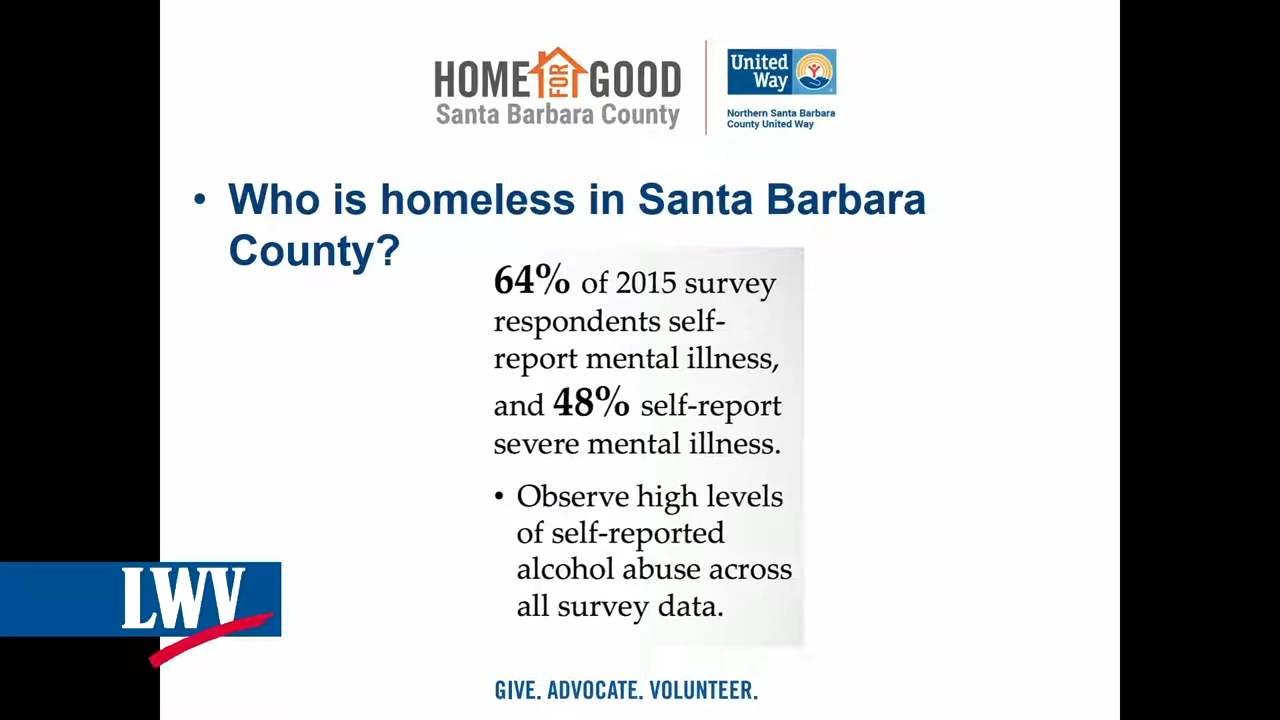 HOME FOR GOOD
Santa Barbara County
United
Way
Northern Santa Barbara
County United Way
• Who is homeless in Santa Barbara
County?
64% of 2015 survey
respondents self-
report mental illness,
and 48% self-report
severe mental illness.
• Observe high levels
of self-reported
alcohol abuse across
all survey data.
LWV
GIVE. ADVOCATE. VOLUNTEER.